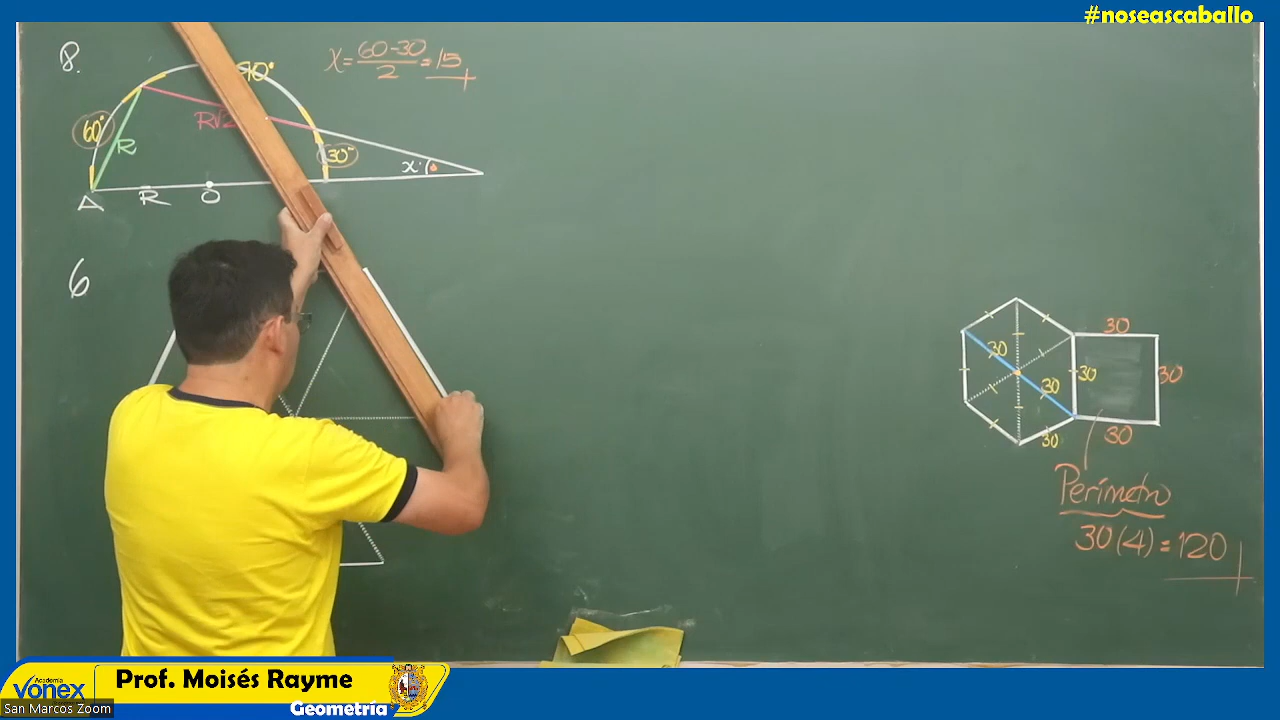 #noseascaballo
8.
90°
x = 60-30 / 2 = 15
60°
R
R√2
30°
x
A
R
O
6
30
30
30
30
30
30
30
Perímetro
30(4) = 120
Academia
vonex
Prof. Moisés Rayme
Geometría
San Marcos Zoom